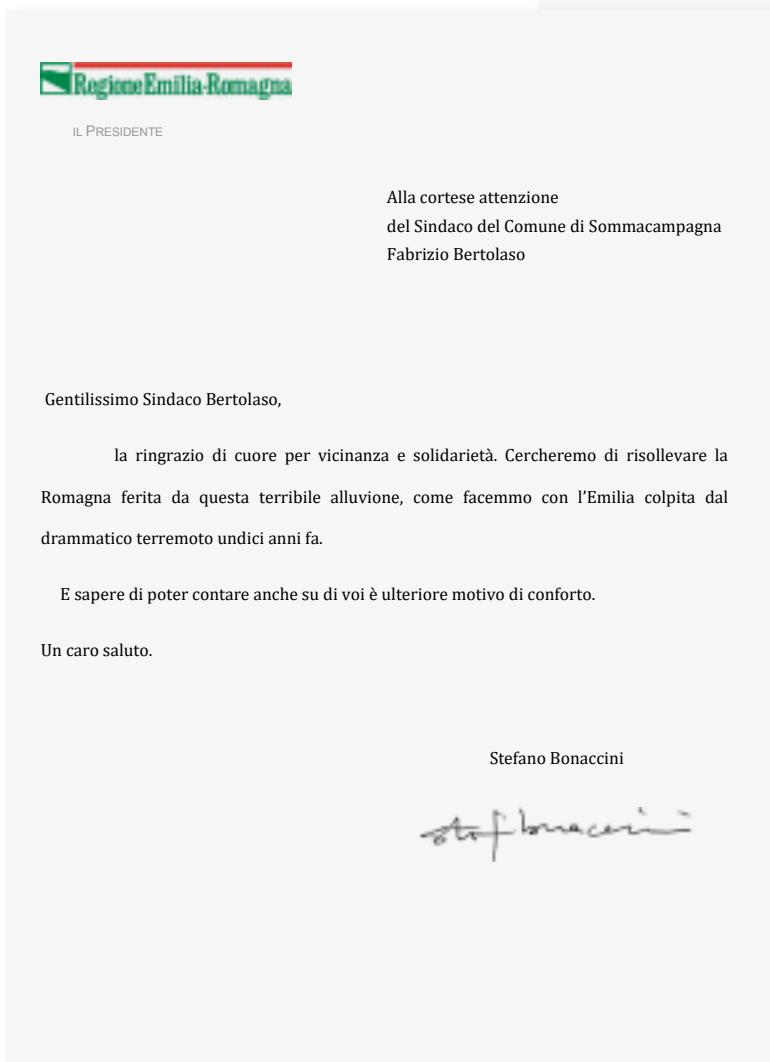 RegioneEmilia-Romagna
IL PRESIDENTE
Alla cortese attenzione
del Sindaco del Comune di Sommacampagna
Fabrizio Bertolaso
Gentilissimo Sindaco Bertolaso,
la ringrazio di cuore per vicinanza e solidarietà. Cercheremo di risollevare la
Romagna ferita da questa terribile alluvione, come facemmo con l’Emilia colpita dal
drammatico terremoto undici anni fa.
E sapere di poter contare anche su di voi è ulteriore motivo di conforto.
Un caro saluto.
Stefano Bonaccini
stefbonaccini